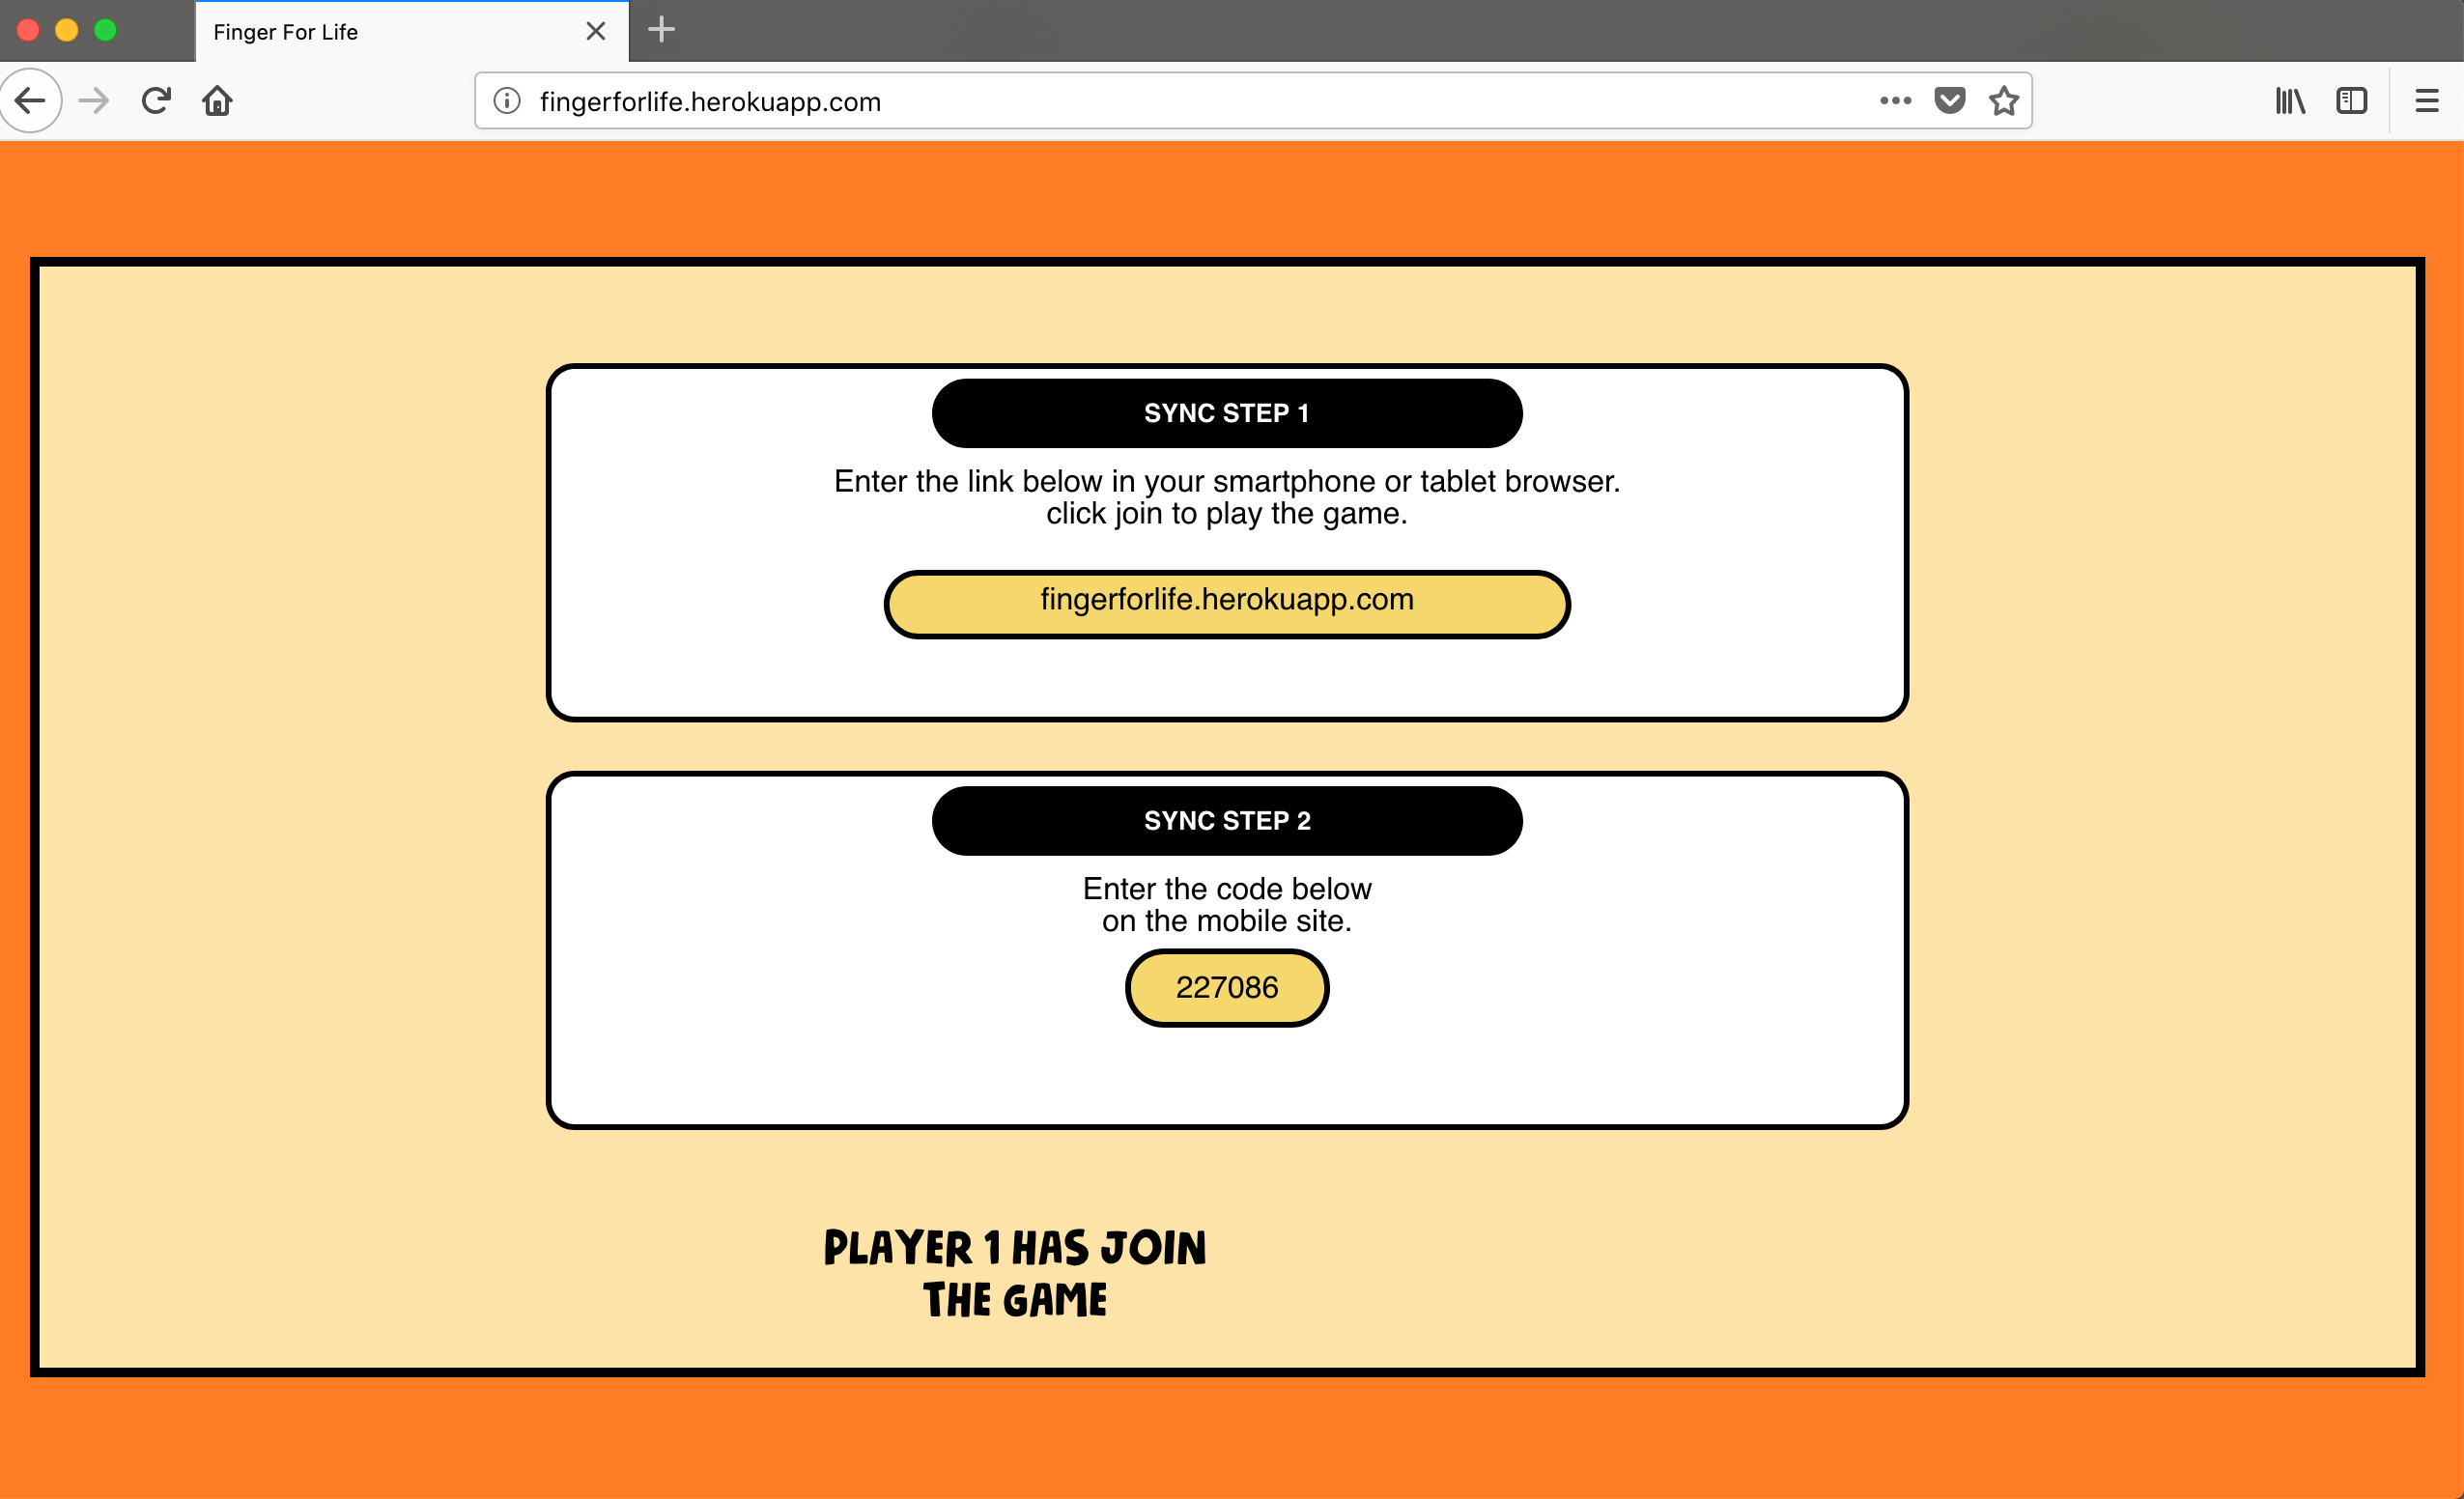 Finger For Life
fingerforlife.herokuapp.com
SYNC STEP 1
Enter the link below in your smartphone or tablet browser.
click join to play the game.
fingerforlife.herokuapp.com
SYNC STEP 2
Enter the code below
on the mobile site.
227086
PLAYER 1 HAS JOIN
THE GAME